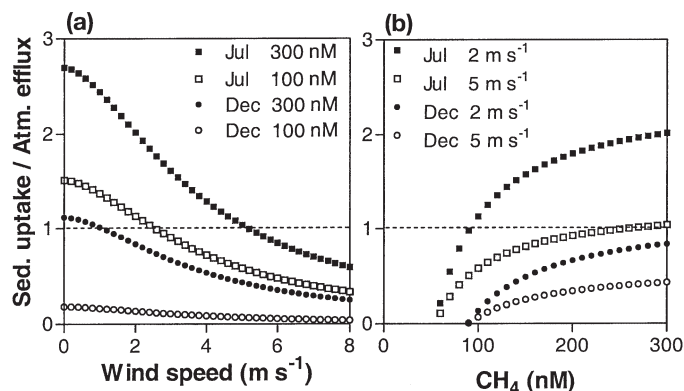 (a)
Sed. uptake / Atm. efflux
3
2
1
0
Jul 300 nM
Jul 100 nM
Dec 300 nM
Dec 100 nM
0 2 4 6 8
Wind speed (m s⁻¹)
(b)
3
2
1
0
Jul 2 m s⁻¹
Jul 5 m s⁻¹
Dec 2 m s⁻¹
Dec 5 m s⁻¹
0 100 200 300
CH₄ (nM)